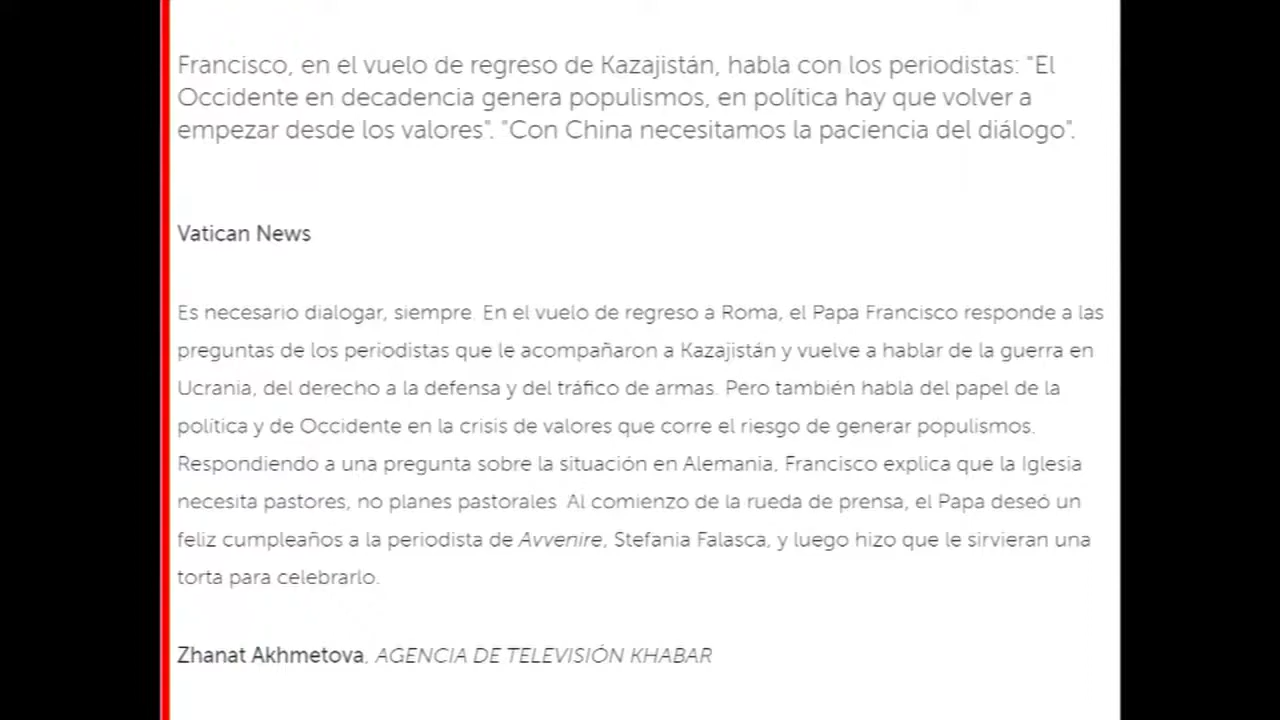 Francisco, en el vuelo de regreso de Kazajistán, habla con los periodistas: "El
Occidente en decadencia genera populismos, en política hay que volver a
empezar desde los valores". "Con China necesitamos la paciencia del diálogo".
Vatican News
Es necesario dialogar, siempre. En el vuelo de regreso a Roma, el Papa Francisco responde a las
preguntas de los periodistas que le acompañaron a Kazajistán y vuelve a hablar de la guerra en
Ucrania, del derecho a la defensa y del tráfico de armas. Pero también habla del papel de la
política y de Occidente en la crisis de valores que corre el riesgo de generar populismos.
Respondiendo a una pregunta sobre la situación en Alemania, Francisco explica que la Iglesia
necesita pastores, no planes pastorales. Al comienzo de la rueda de prensa, el Papa deseó un
feliz cumpleaños a la periodista de Avvenire, Stefania Falasca, y luego hizo que le sirvieran una
torta para celebrarlo.
Zhanat Akhmetova, AGENCIA DE TELEVISIÓN KHABAR